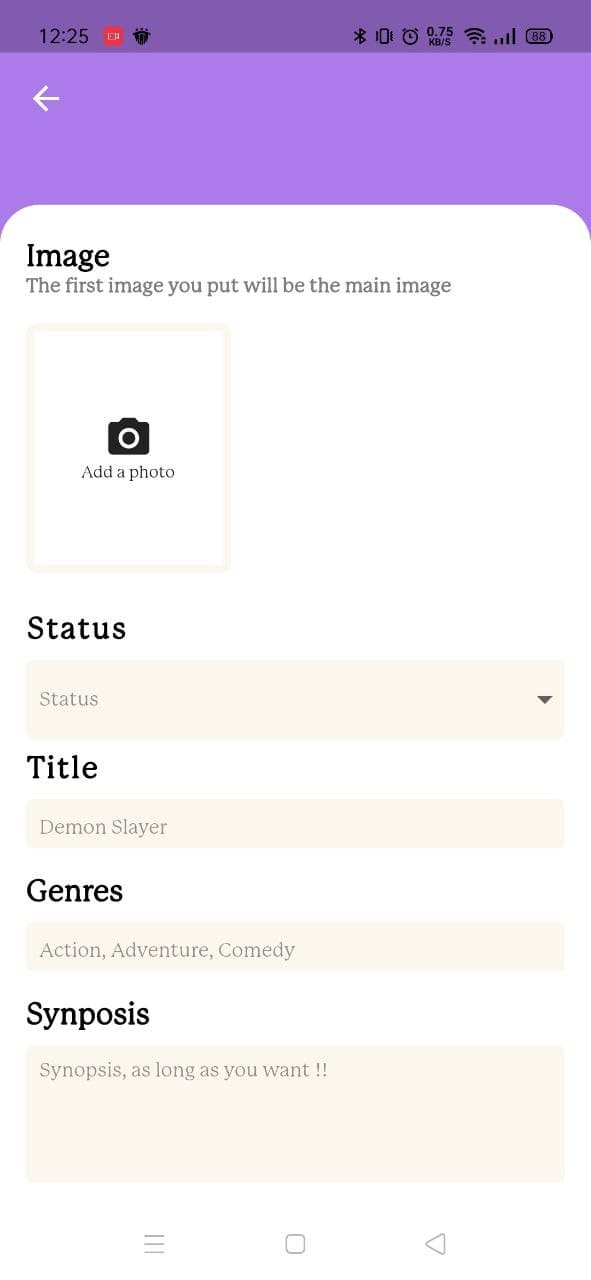 12:25
0.75
KB/S
88
Image
The first image you put will be the main image
Add a photo
Status
Status
Title
Demon Slayer
Genres
Action, Adventure, Comedy
Synposis
Synopsis, as long as you want !!